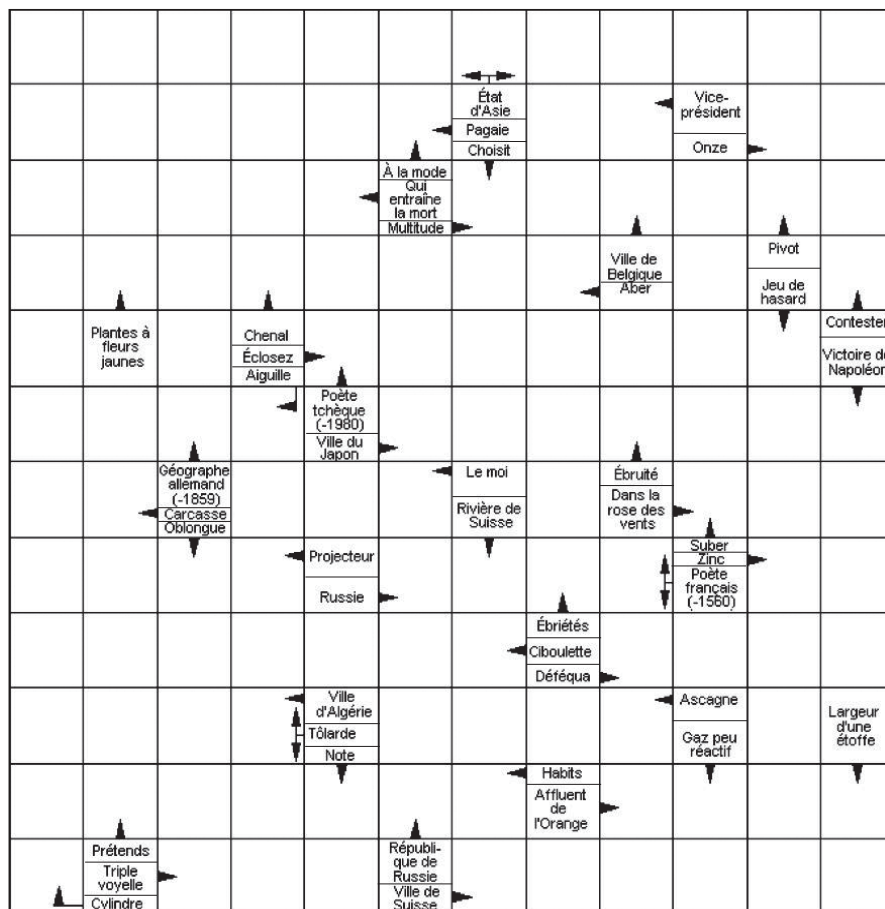 État
d'Asie
Pagaie
Choisit
Vice-
président
Onze
À la mode
Qui
entraîne
la mort
Multitude
Ville de
Belgique
Aber
Pivot
Jeu de
hasard
Plantes à
fleurs
jaunes
Chenal
Éclosez
Aiguille
Contester
Victoire de
Napoléon
Poète
tchèque
(-1980)
Ville du
Japon
Géographe
allemand
(-1859)
Carcasse
Oblongue
Le moi
Rivière de
Suisse
Ébruité
Dans la
rose des
vents
Projecteur
Russie
Suber
Zinc
Poète
français
(-1560)
Ébriétés
Ciboulette
Déféqua
Ville
d'Algérie
Tôlarde
Note
Ascagne
Gaz peu
réactif
Largeur
d'une
étoffe
Habits
Affluent
de
l'Orange
Prétends
Triple
voyelle
Cylindre
Républi-
que de
Russie
Ville de
Suisse